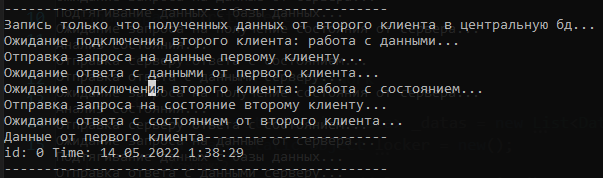 ------------------------------------------------
Запись только что полученных данных от второго клиента в центральную бд...
Ожидание подключения второго клиента: работа с данными...
Отправка запроса на данные первому клиенту...
Ожидание ответа с данными от первого клиента...
Ожидание подключения второго клиента: работа с состоянием...
Отправка запроса на состояние второму клиенту...
Ожидание ответа с состоянием от второго клиента...
Данные от первого клиента-----------------------
id: 0 Time: 14.05.2022 1:38:29
------------------------------------------------